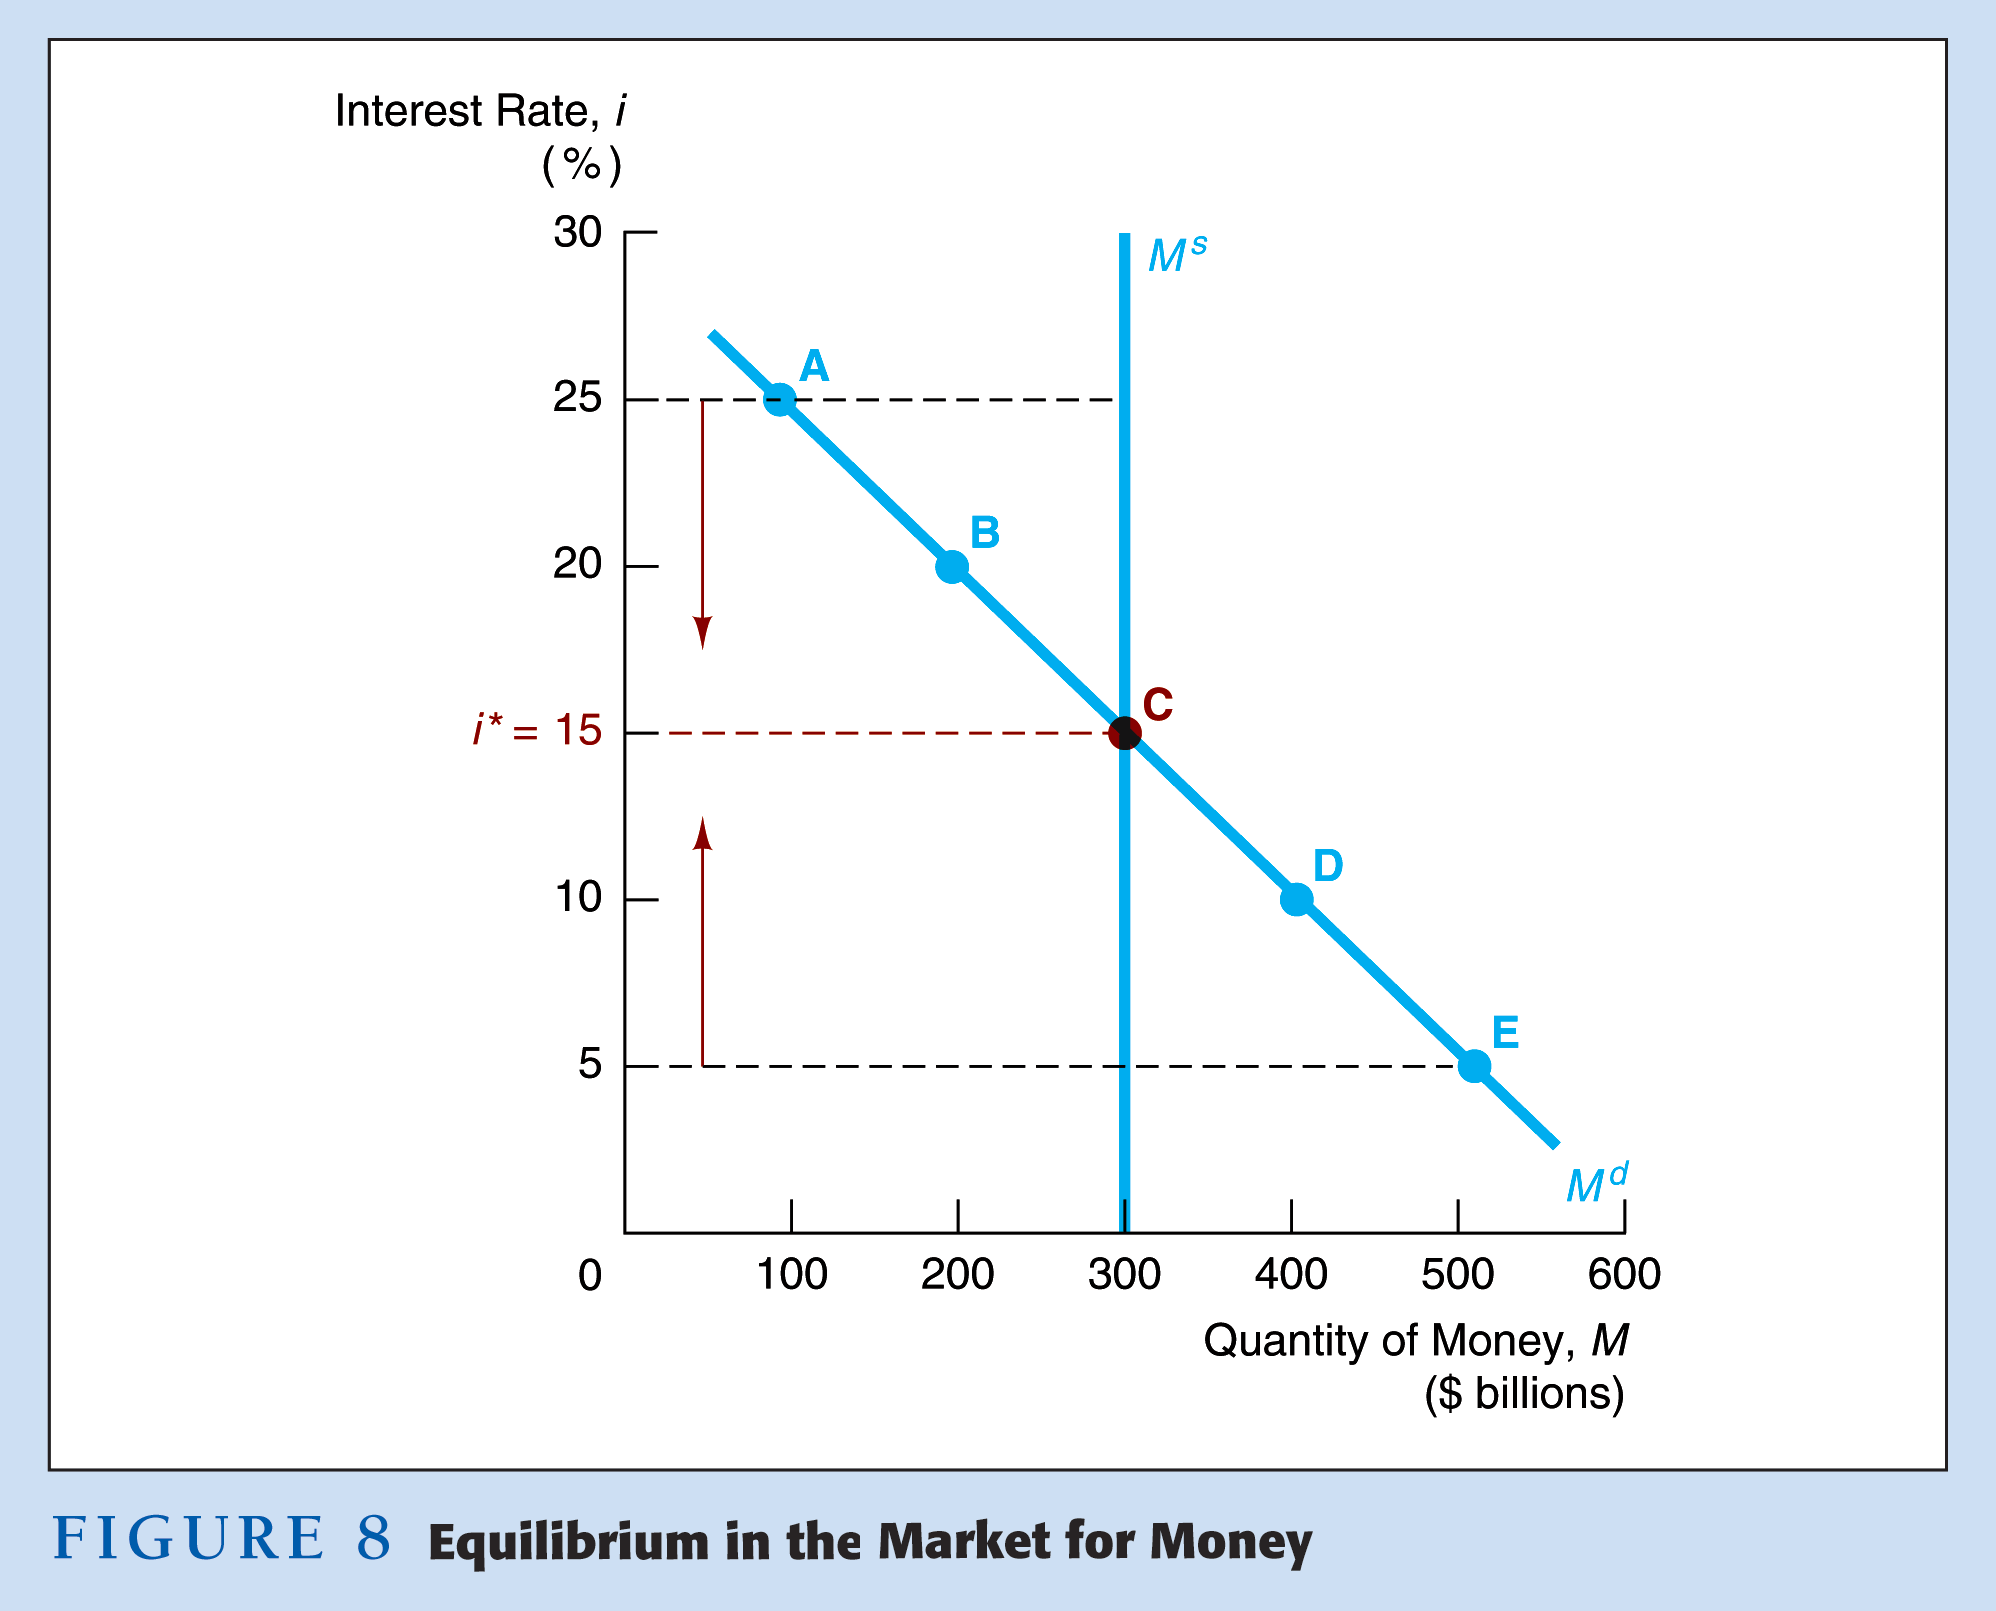 Interest Rate, i
(%)
30
M s
25
A
20
B
i* = 15
C
10
D
5
E
M d
0 100 200 300 400 500 600
Quantity of Money, M
($ billions)
FIGURE 8 Equilibrium in the Market for Money